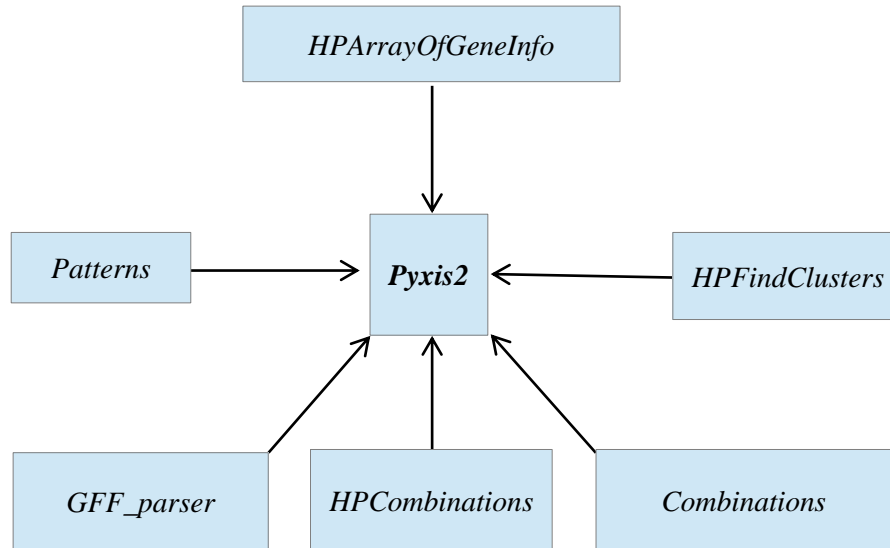 HPArrayOfGeneInfo
Patterns
Pyxis2
HPFindClusters
GFF_parser
HPCombinations
Combinations